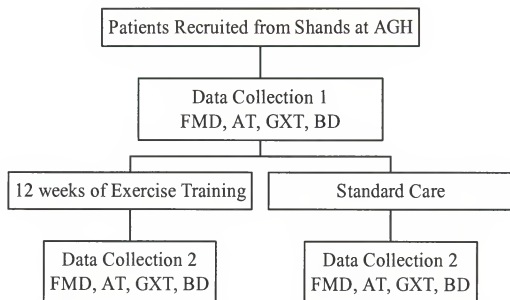 Patients Recruited from Shands at AGH
Data Collection 1
FMD, AT, GXT, BD
12 weeks of Exercise Training
Standard Care
Data Collection 2
FMD, AT, GXT, BD
Data Collection 2
FMD, AT, GXT, BD